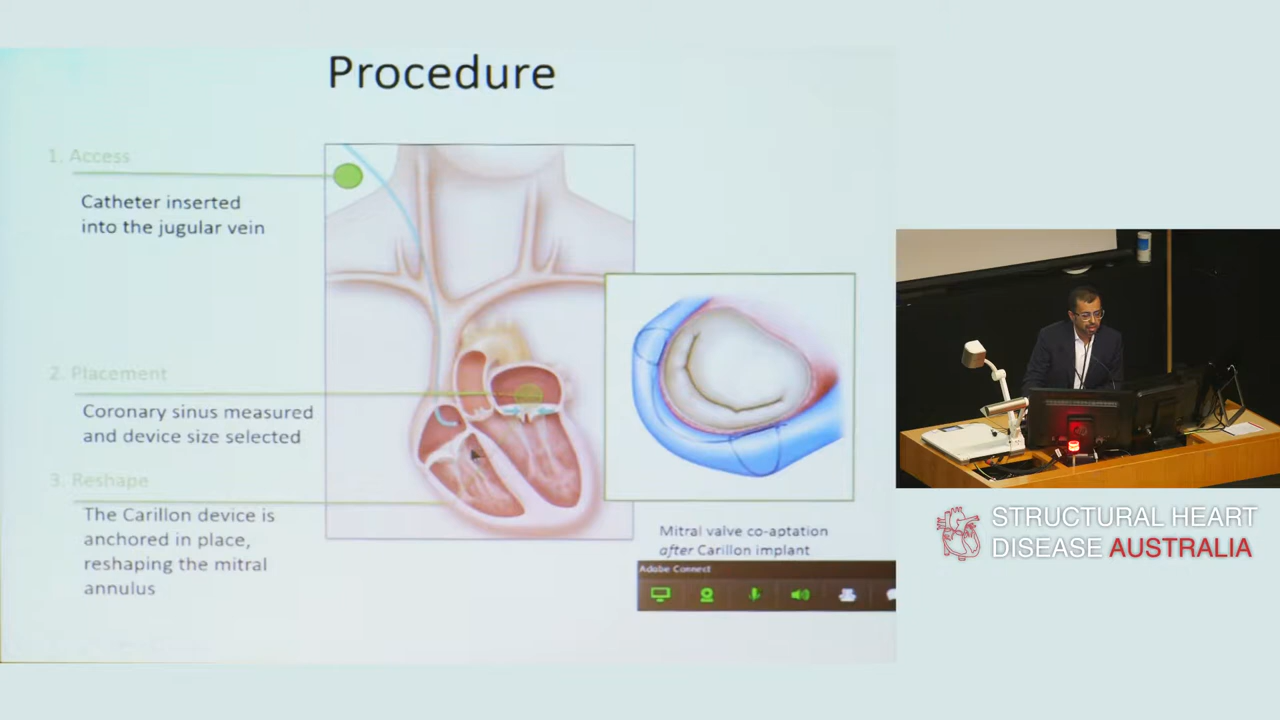 Procedure
1. Access
Catheter inserted
into the jugular vein
2. Placement
Coronary sinus measured
and device size selected
3. Reshape
The Carillon device is
anchored in place,
reshaping the mitral
annulus
Mitral valve co-aptation
after Carillon implant
Adobe Connect
STRUCTURAL HEART
DISEASE AUSTRALIA